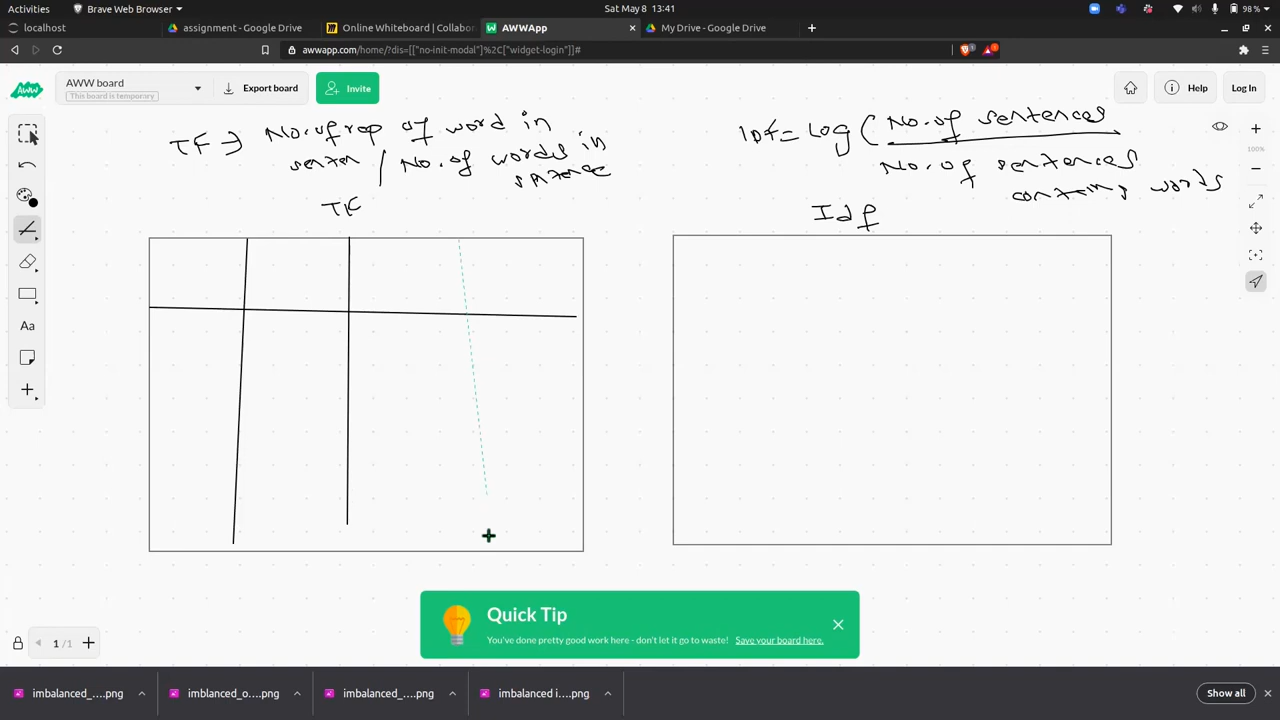 Activities
Brave Web Browser
Sat May 8 13:41
98 %
localhost
assignment - Google Drive
Online Whiteboard | Collabor
AWWApp
My Drive - Google Drive
awwapp.com/home/?dis=[["no-init-modal"}%2C["widget-login"]]#
AWW
AWW board
This board is temporary
Export board
Invite
Help
Log In
TF → No. of rep of word in
senten / No. of words in
sentence
IDF = Log ( No. of sentences
No. of sentences
containing words
100%
TF
Idf
Aa
Quick Tip
You've done pretty good work here - don't let it go to waste! Save your board here.
1 / 1
imbalanced_....png
imbalanced_o....png
imbalanced_....png
imbalanced i....png
Show all